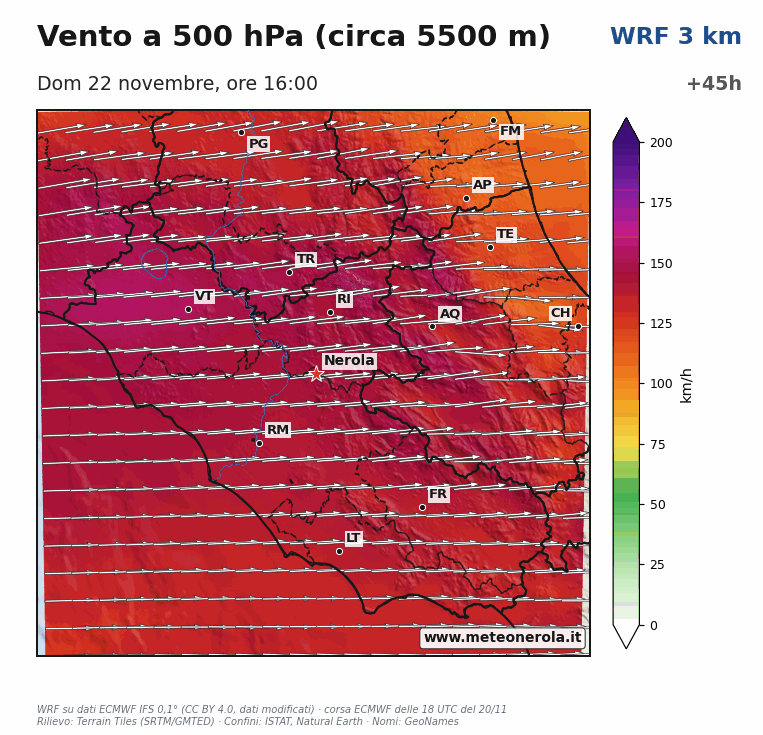 Vento a 500 hPa (circa 5500 m)
WRF 3 km
Dom 22 novembre, ore 16:00
+45h
FM
PG
AP
TE
TR
VT
RI
AQ
CH
Nerola
RM
FR
LT
www.meteonerola.it
200
175
150
125
100
75
50
25
0
km/h
WRF su dati ECMWF IFS 0,1° (CC BY 4.0, dati modificati) · corsa ECMWF delle 18 UTC del 20/11
Rilievo: Terrain Tiles (SRTM/GMTED) · Confini: ISTAT, Natural Earth · Nomi: GeoNames